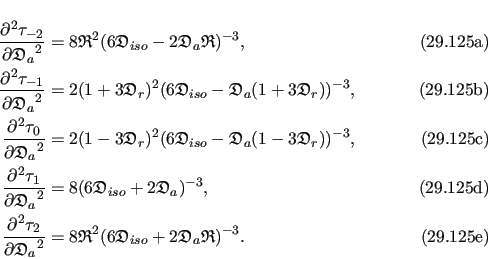 ∂²τ₋₂/∂𝔇ₐ² = 8ℜ²(6𝔇ᵢₛₒ − 2𝔇ₐℜ)⁻³, (29.125a)
∂²τ₋₁/∂𝔇ₐ² = 2(1 + 3𝔇ᵣ)²(6𝔇ᵢₛₒ − 𝔇ₐ(1 + 3𝔇ᵣ))⁻³, (29.125b)
∂²τ₀/∂𝔇ₐ² = 2(1 − 3𝔇ᵣ)²(6𝔇ᵢₛₒ − 𝔇ₐ(1 − 3𝔇ᵣ))⁻³, (29.125c)
∂²τ₁/∂𝔇ₐ² = 8(6𝔇ᵢₛₒ + 2𝔇ₐ)⁻³, (29.125d)
∂²τ₂/∂𝔇ₐ² = 8ℜ²(6𝔇ᵢₛₒ + 2𝔇ₐℜ)⁻³. (29.125e)